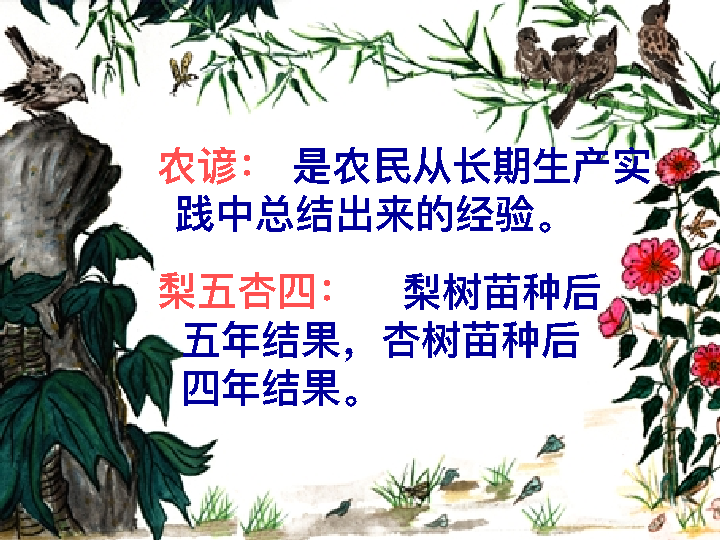 农谚： 是农民从长期生产实
践中总结出来的经验。
梨五杏四： 梨树苗种后
五年结果，杏树苗种后
四年结果。